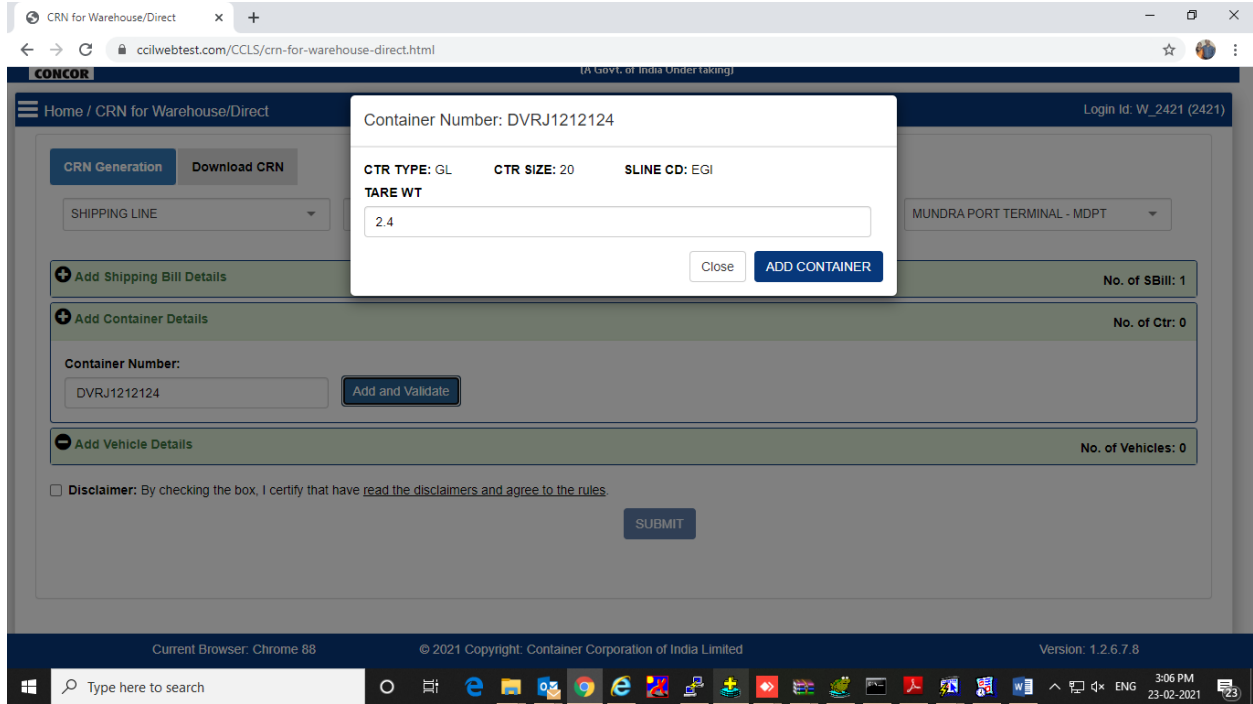 CRN for Warehouse/Direct
ccilwebtest.com/CCLS/crn-for-warehouse-direct.html
CONCOR
(A Govt. of India Undertaking)
Home / CRN for Warehouse/Direct
Login Id: W_2421 (2421)
Container Number: DVRJ1212124
CTR TYPE: GL CTR SIZE: 20 SLINE CD: EGI
TARE WT
2.4
Close ADD CONTAINER
CRN Generation Download CRN
SHIPPING LINE
MUNDRA PORT TERMINAL - MDPT
Add Shipping Bill Details No. of SBill: 1
Add Container Details No. of Ctr: 0
Container Number:
DVRJ1212124 Add and Validate
Add Vehicle Details No. of Vehicles: 0
Disclaimer: By checking the box, I certify that have read the disclaimers and agree to the rules.
SUBMIT
Current Browser: Chrome 88 © 2021 Copyright: Container Corporation of India Limited Version: 1.2.6.7.8
Type here to search
ENG
3:06 PM
23-02-2021
23